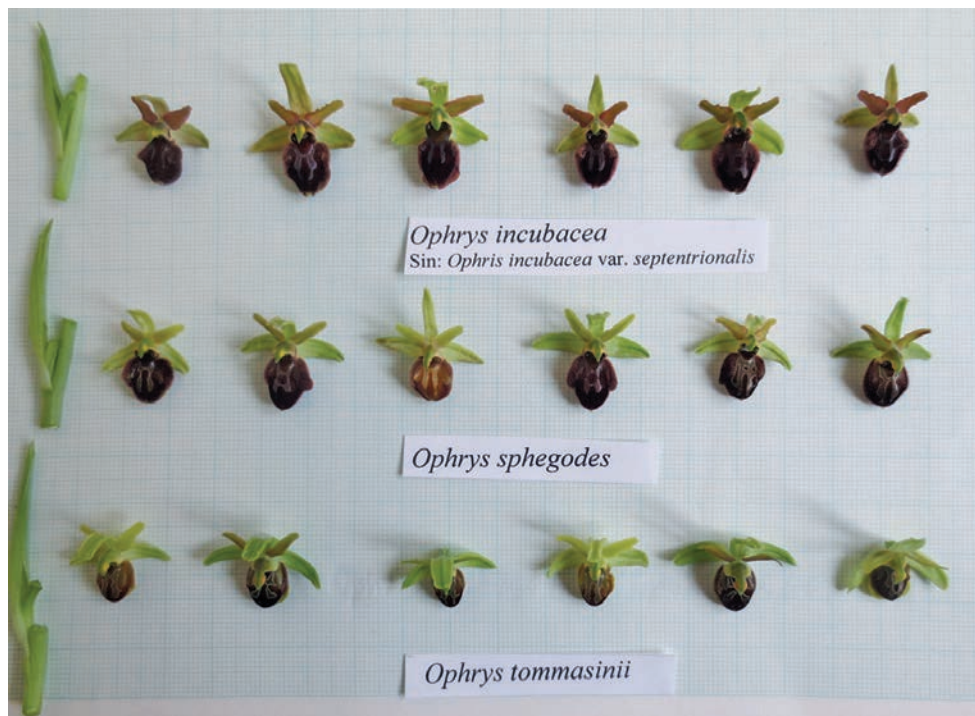 Ophrys incubacea
Sin: Ophris incubacea var. septentrionalis
Ophrys sphegodes
Ophrys tommasinii